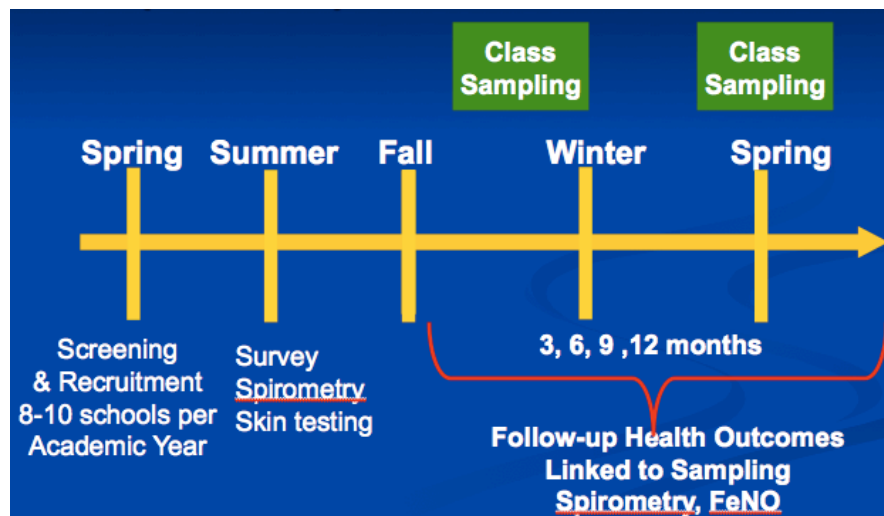 Class
Sampling
Class
Sampling
Spring
Summer
Fall
Winter
Spring
Screening
& Recruitment
8-10 schools per
Academic Year
Survey
Spirometry
Skin testing
3, 6, 9 ,12 months
Follow-up Health Outcomes
Linked to Sampling
Spirometry, FeNO